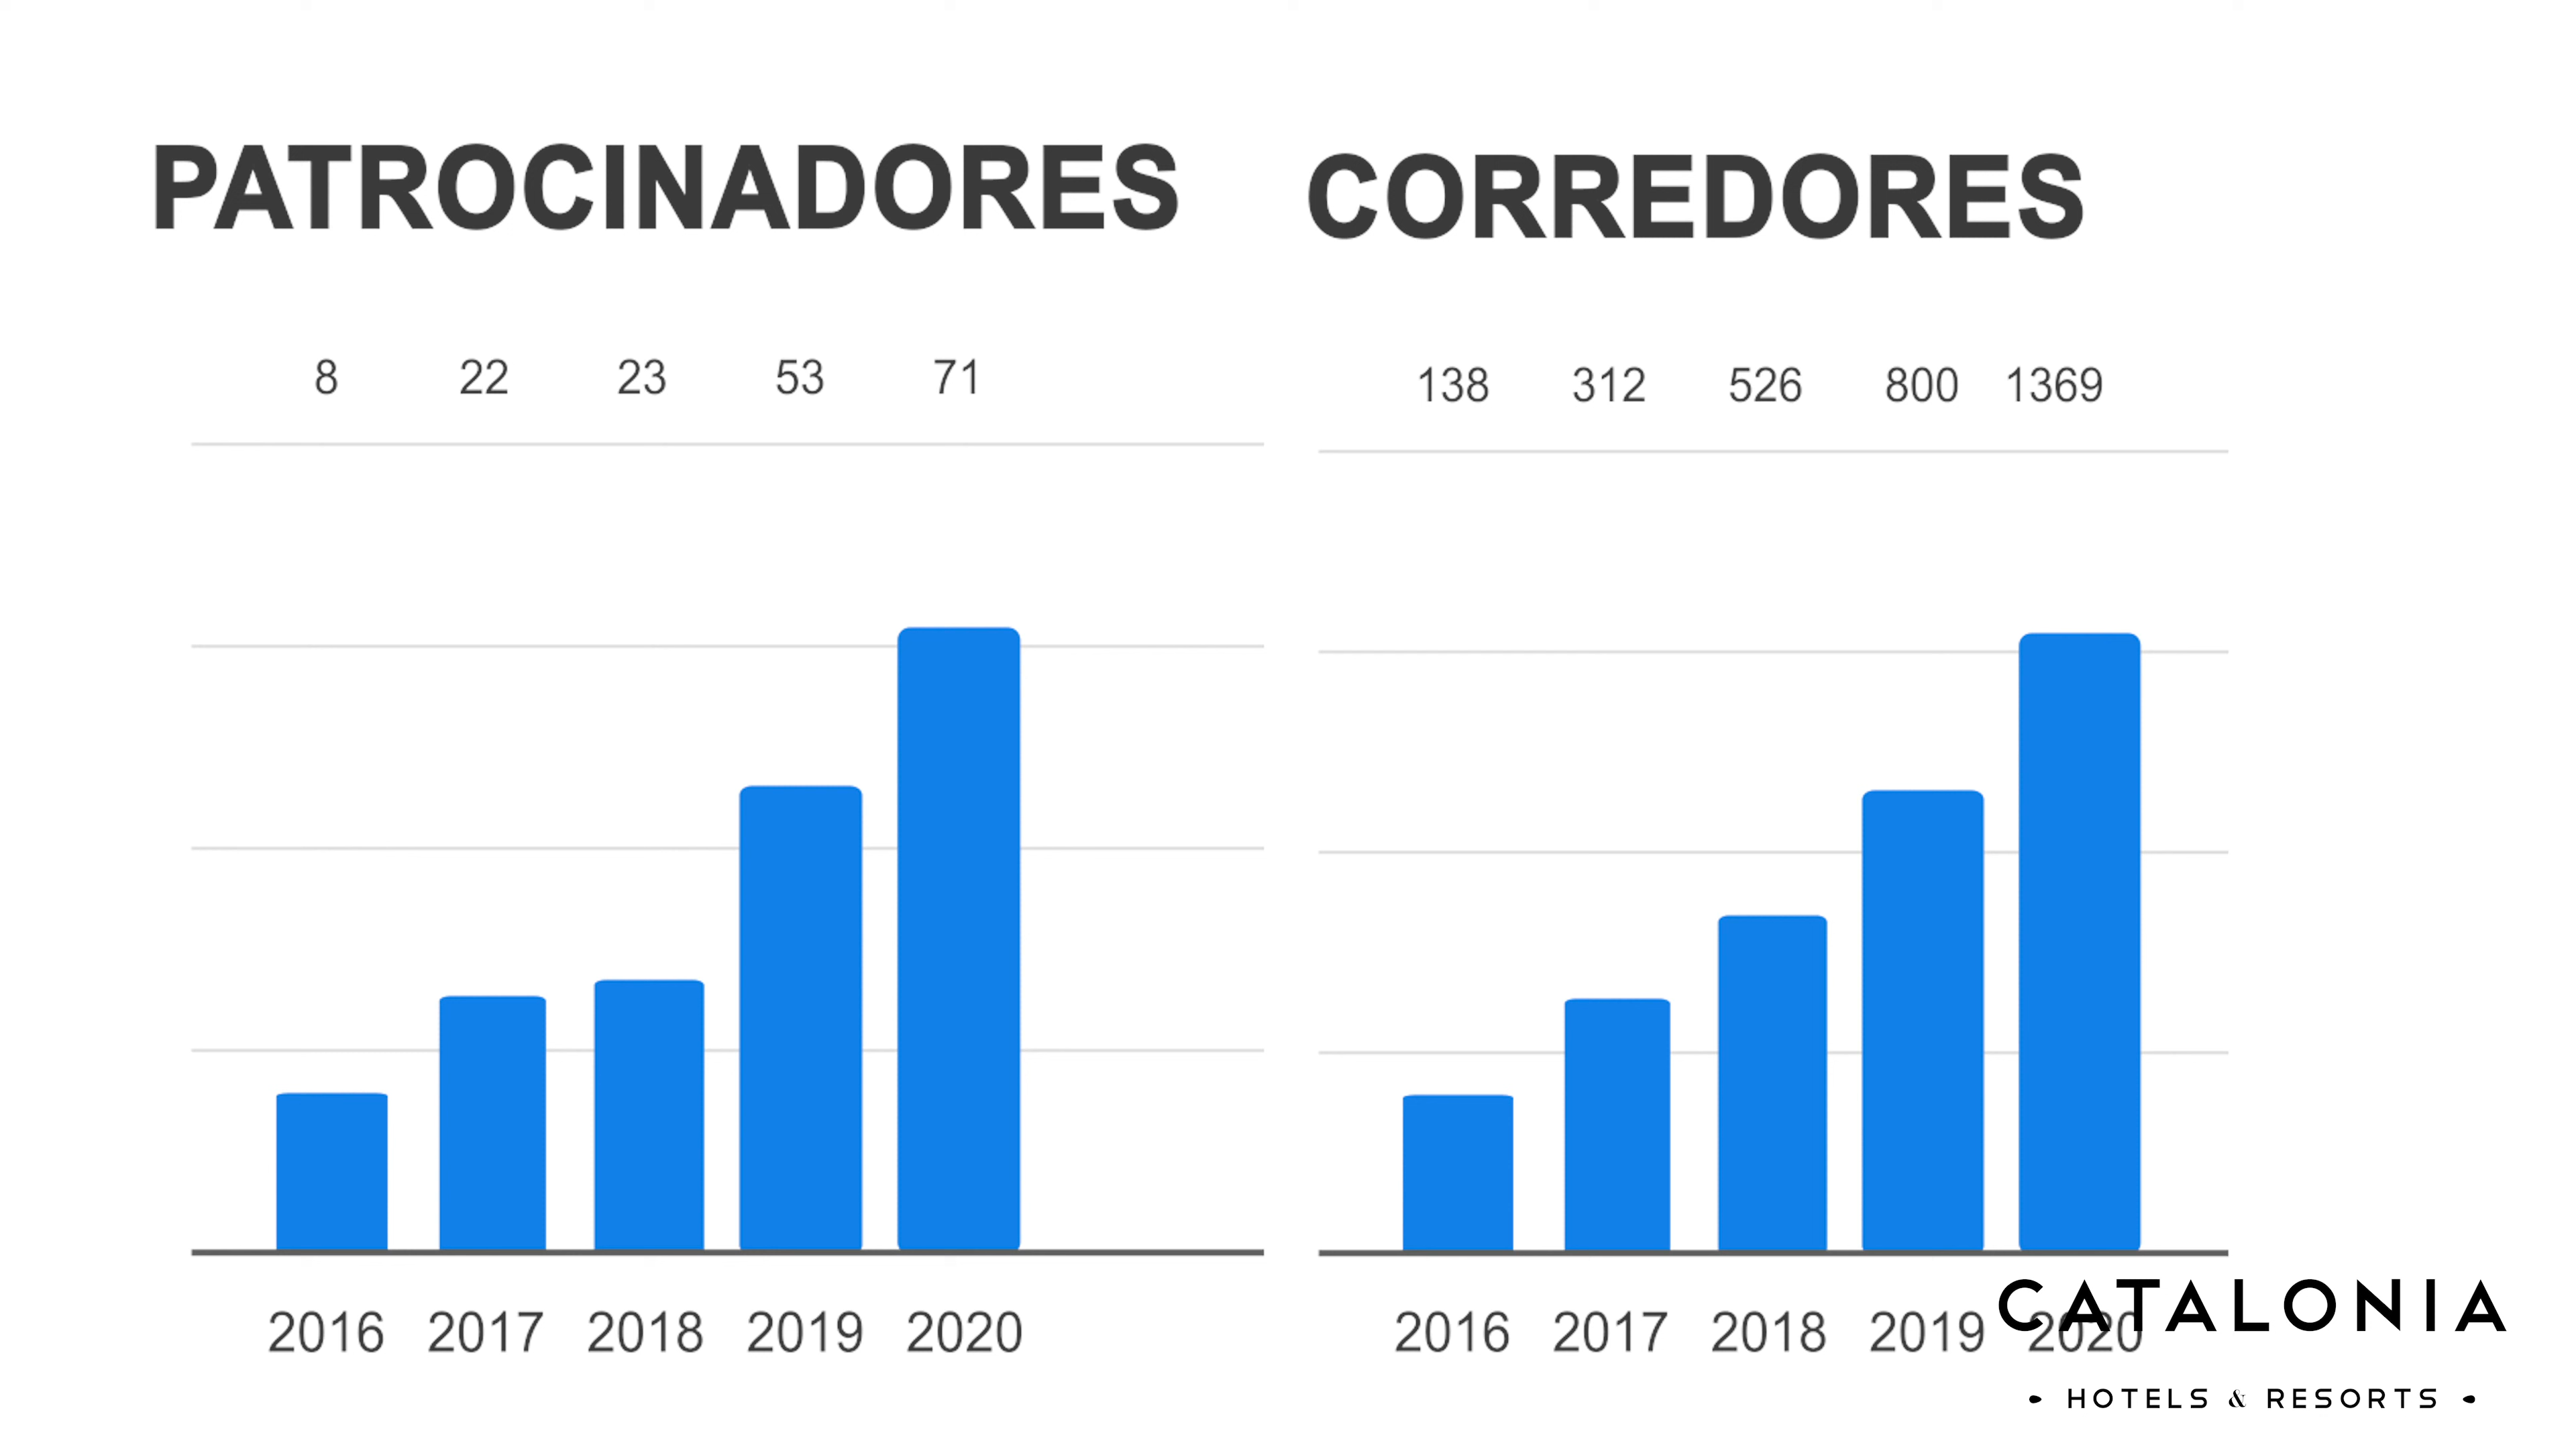 PATROCINADORES
8 22 23 53 71
2016 2017 2018 2019 2020
CORREDORES
138 312 526 800 1369
2016 2017 2018 2019 2020
CATALONIA
HOTELS & RESORTS